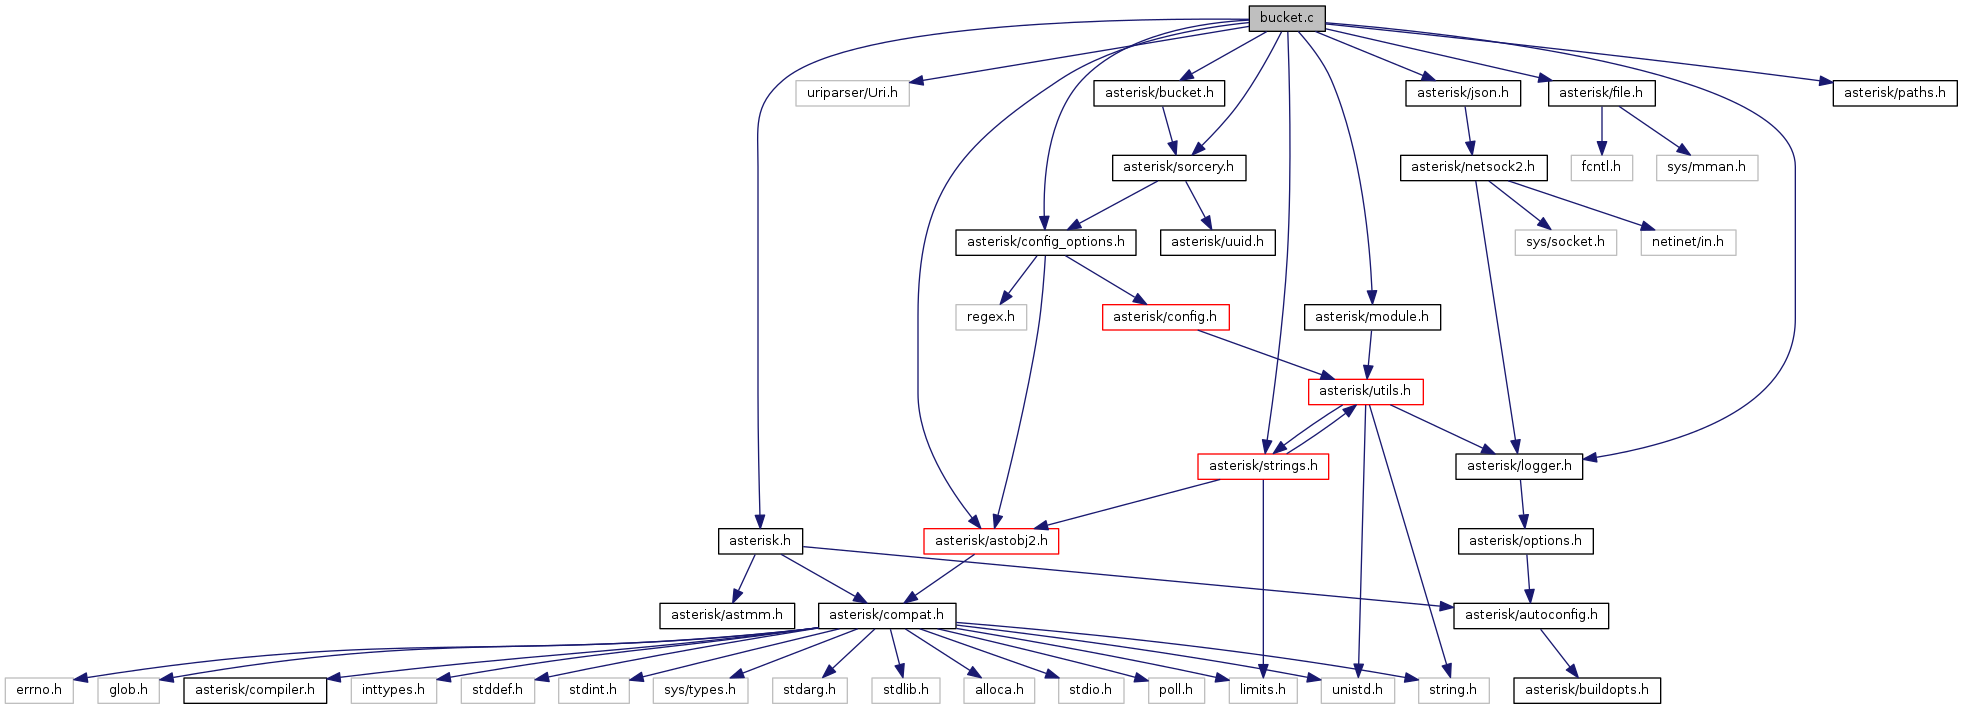 bucket.c
uriparser/Uri.h
asterisk/bucket.h
asterisk/json.h
asterisk/file.h
asterisk/paths.h
asterisk/sorcery.h
asterisk/netsock2.h
fcntl.h
sys/mman.h
asterisk/config_options.h
asterisk/uuid.h
sys/socket.h
netinet/in.h
regex.h
asterisk/config.h
asterisk/module.h
asterisk/utils.h
asterisk/strings.h
asterisk/logger.h
asterisk.h
asterisk/astobj2.h
asterisk/options.h
asterisk/astmm.h
asterisk/compat.h
asterisk/autoconfig.h
errno.h
glob.h
asterisk/compiler.h
inttypes.h
stddef.h
stdint.h
sys/types.h
stdarg.h
stdlib.h
alloca.h
stdio.h
poll.h
limits.h
unistd.h
string.h
asterisk/buildopts.h